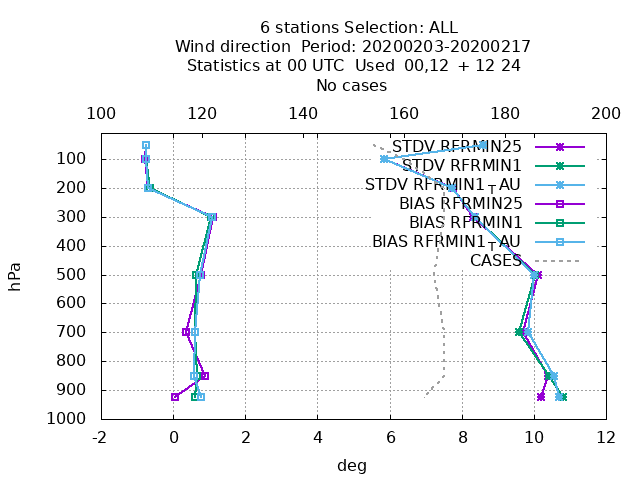 6 stations Selection: ALL
Wind direction  Period: 20200203-20200217
Statistics at 00 UTC  Used  00,12  + 12 24
No cases
100 120 140 160 180 200
STDV RFRMIN25
STDV RFRMIN1
STDV RFRMIN1┬AU
BIAS RFRMIN25
BIAS RFRMIN1
BIAS RFRMIN1┬AU
CASES
100
200
300
400
500
600
700
800
900
1000
hPa
-2 0 2 4 6 8 10 12
deg